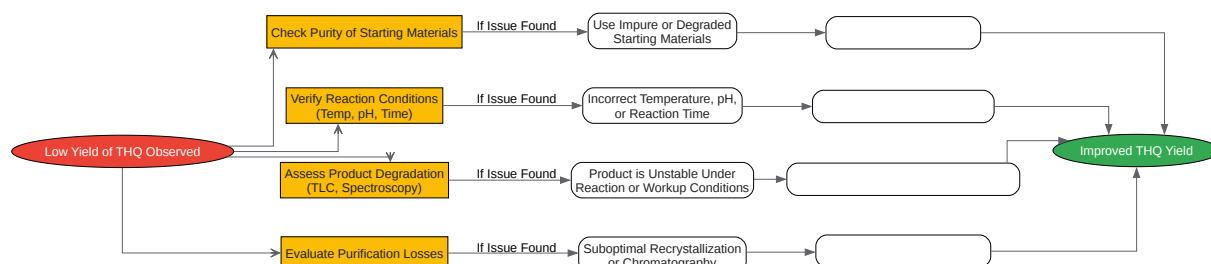 Check Purity of Starting Materials
If Issue Found
Use Impure or Degraded
Starting Materials
Verify Reaction Conditions
(Temp, pH, Time)
If Issue Found
Incorrect Temperature, pH,
or Reaction Time
Low Yield of THQ Observed
Improved THQ Yield
Assess Product Degradation
(TLC, Spectroscopy)
If Issue Found
Product is Unstable Under
Reaction or Workup Conditions
Evaluate Purification Losses
If Issue Found
Suboptimal Recrystallization
or Chromatography